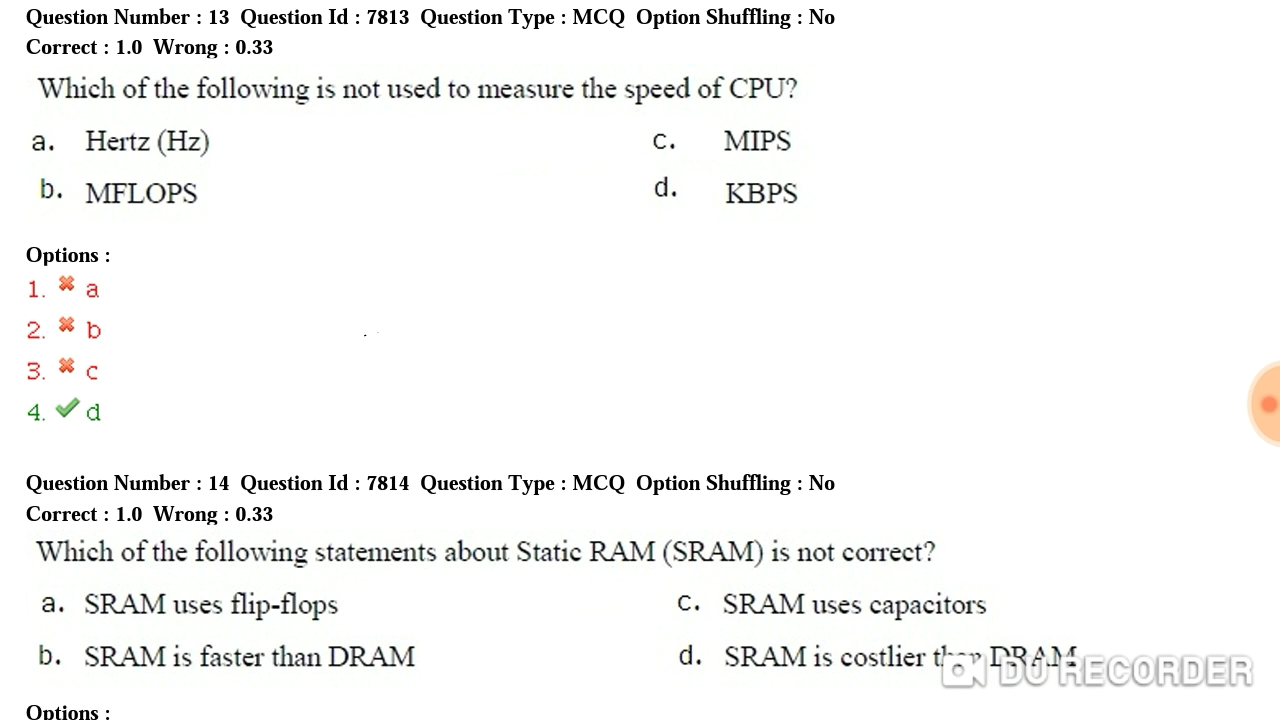 Question Number : 13 Question Id : 7813 Question Type : MCQ Option Shuffling : No
Correct : 1.0 Wrong : 0.33
Which of the following is not used to measure the speed of CPU?
a. Hertz (Hz) c. MIPS
b. MFLOPS d. KBPS
Options :
1. a
2. b
3. c
4. d
Question Number : 14 Question Id : 7814 Question Type : MCQ Option Shuffling : No
Correct : 1.0 Wrong : 0.33
Which of the following statements about Static RAM (SRAM) is not correct?
a. SRAM uses flip-flops c. SRAM uses capacitors
b. SRAM is faster than DRAM d. SRAM is costlier than DRAM
DU RECORDER
Options :